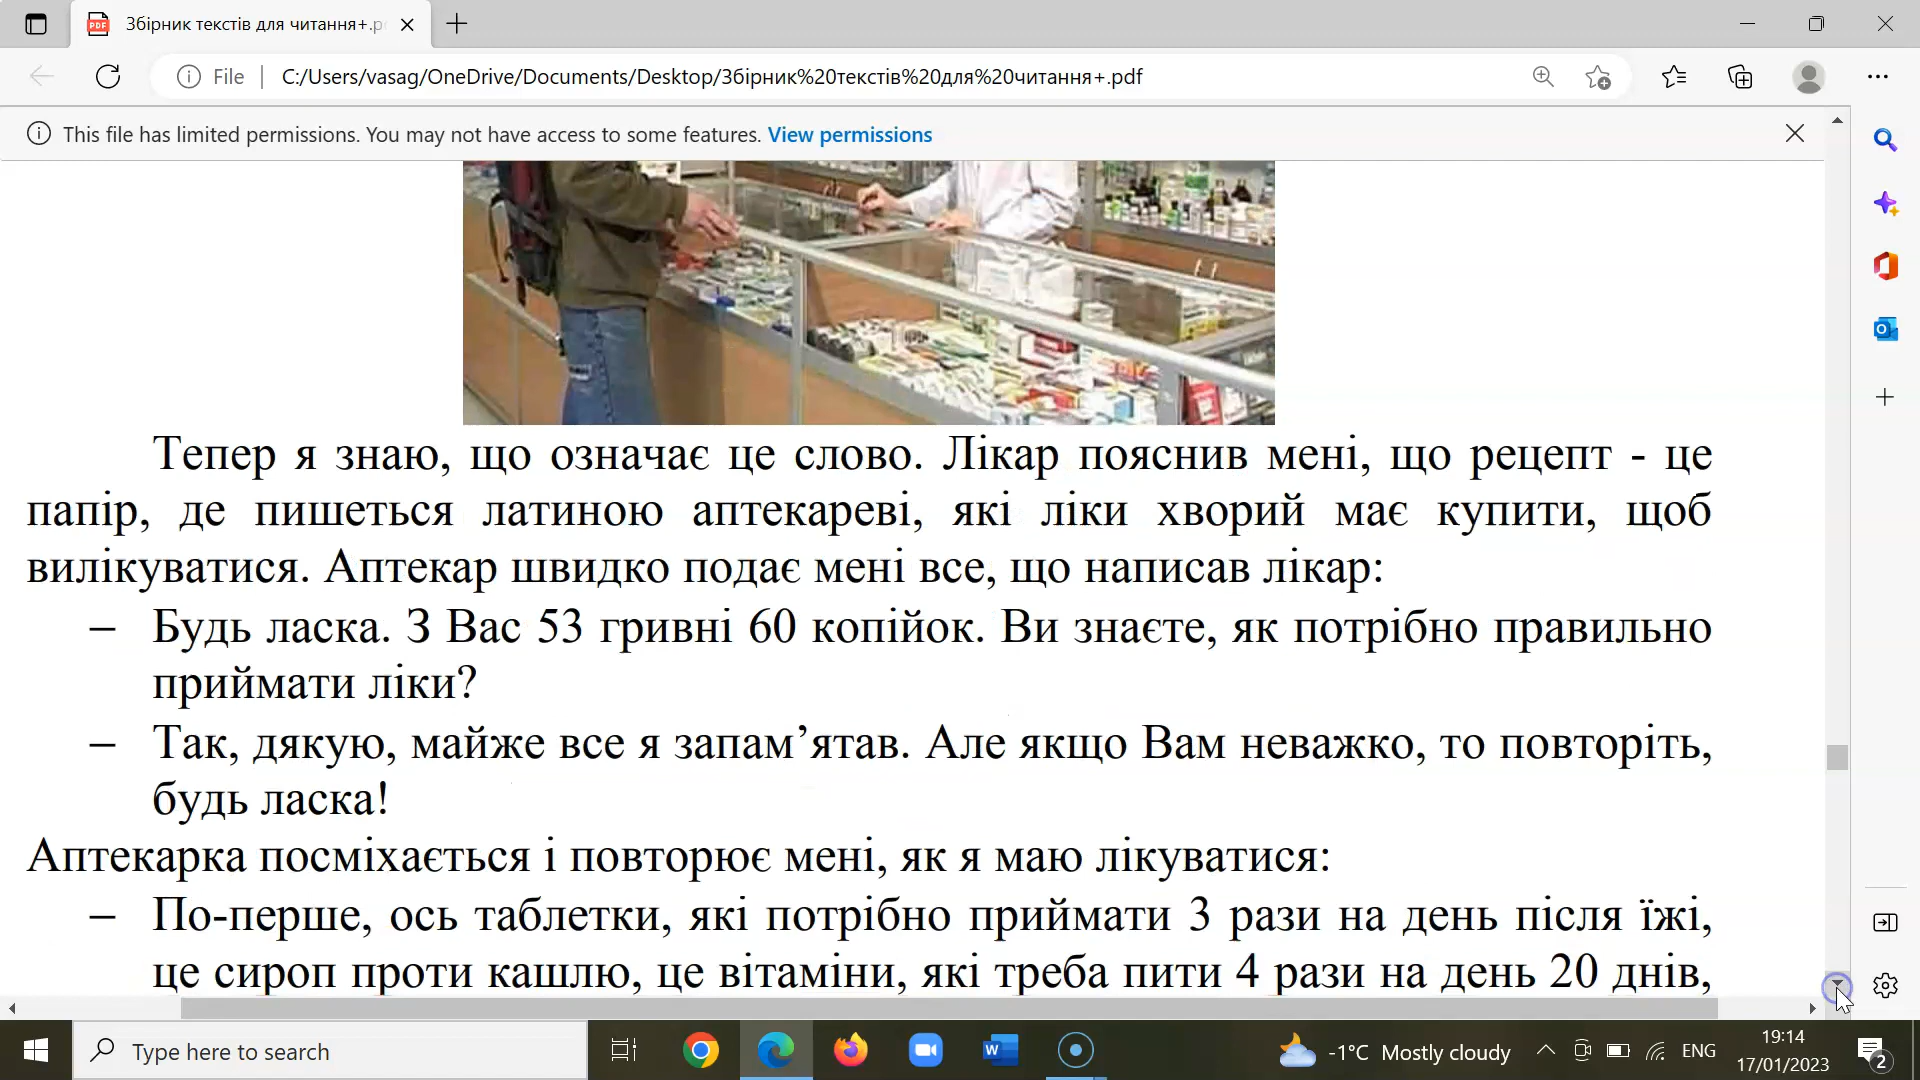 Збірник текстів для читання+.p
File
C:/Users/vasag/OneDrive/Documents/Desktop/Збірник%20текстів%20для%20читання+.pdf
This file has limited permissions. You may not have access to some features. View permissions
Тепер я знаю, що означає це слово. Лікар пояснив мені, що рецепт - це
папір, де пишеться латиною аптекареві, які ліки хворий має купити, щоб
вилікуватися. Аптекар швидко подає мені все, що написав лікар:
– Будь ласка. З Вас 53 гривні 60 копійок. Ви знаєте, як потрібно правильно
приймати ліки?
– Так, дякую, майже все я запам’ятав. Але якщо Вам неважко, то повторіть,
будь ласка!
Аптекарка посміхається і повторює мені, як я маю лікуватися:
– По-перше, ось таблетки, які потрібно приймати 3 рази на день після їжі,
це сироп проти кашлю, це вітаміни, які треба пити 4 рази на день 20 днів,
Type here to search
-1°C Mostly cloudy
ENG
19:14
17/01/2023
2